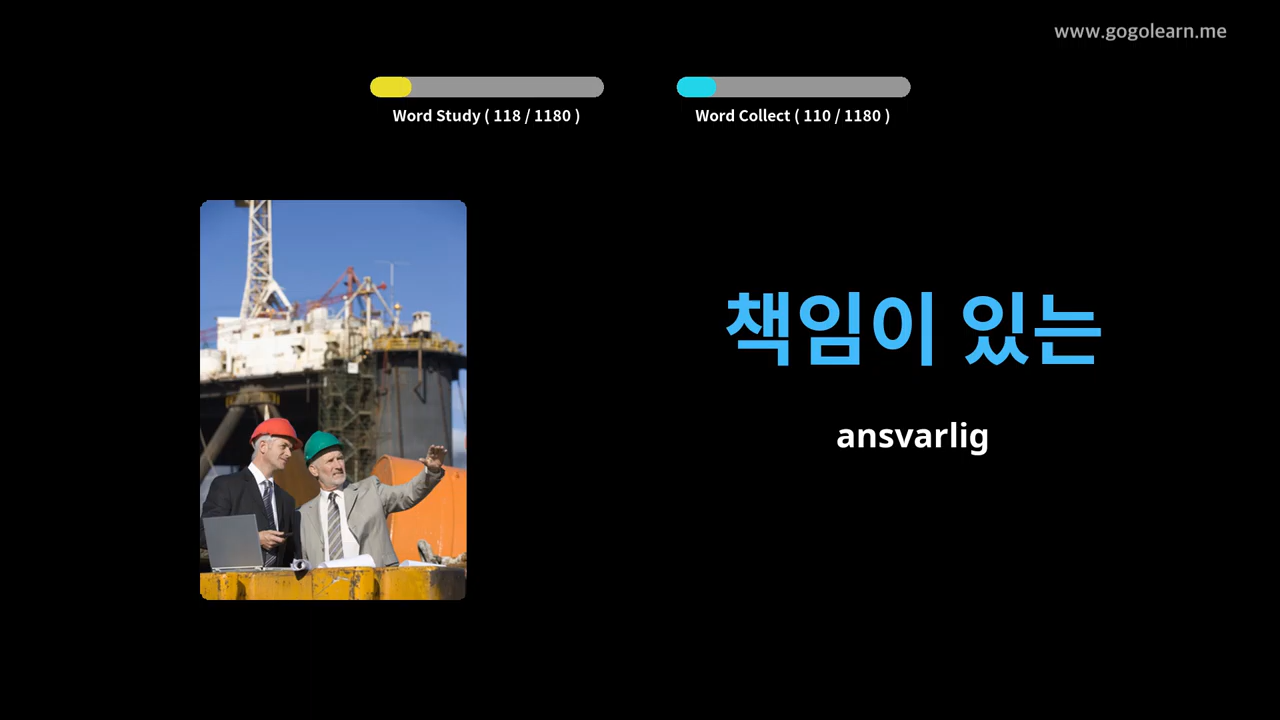 www.gogolearn.me
Word Study ( 118 / 1180 )
Word Collect ( 110 / 1180 )
책임이 있는
ansvarlig